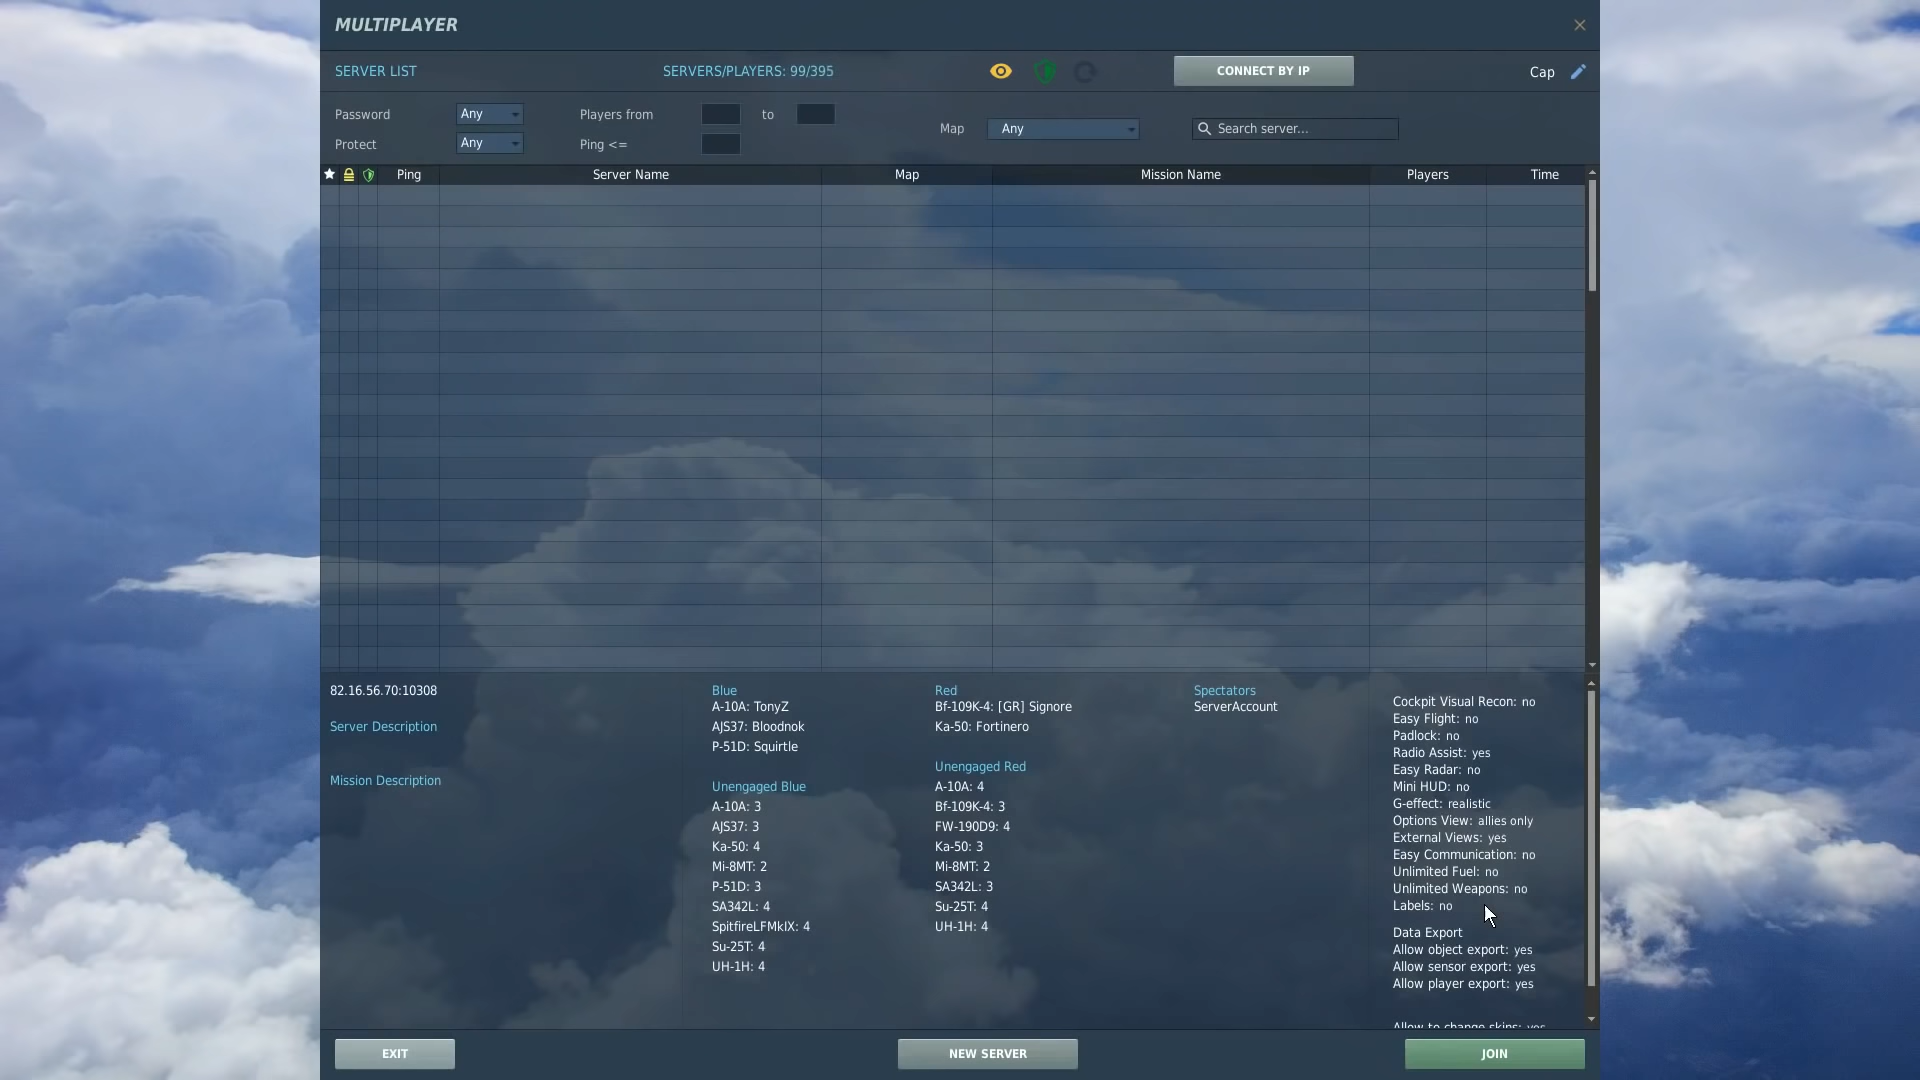 MULTIPLAYER
SERVER LIST
SERVERS/PLAYERS: 99/395
CONNECT BY IP
Cap
Password
Any
Players from
to
Map
Any
Search server...
Protect
Any
Ping <=
Ping
Server Name
Map
Mission Name
Players
Time
82.16.56.70:10308
Server Description
Mission Description
Blue
A-10A: TonyZ
AJS37: Bloodnok
P-51D: Squirtle
Unengaged Blue
A-10A: 3
AJS37: 3
Ka-50: 4
Mi-8MT: 2
P-51D: 3
SA342L: 4
SpitfireLFMkIX: 4
Su-25T: 4
UH-1H: 4
Red
Bf-109K-4: [GR] Signore
Ka-50: Fortinero
Unengaged Red
A-10A: 4
Bf-109K-4: 3
FW-190D9: 4
Ka-50: 3
Mi-8MT: 2
SA342L: 3
Su-25T: 4
UH-1H: 4
Spectators
ServerAccount
Cockpit Visual Recon: no
Easy Flight: no
Padlock: no
Radio Assist: yes
Easy Radar: no
Mini HUD: no
G-effect: realistic
Options View: allies only
External Views: yes
Easy Communication: no
Unlimited Fuel: no
Unlimited Weapons: no
Labels: no
Data Export
Allow object export: yes
Allow sensor export: yes
Allow player export: yes
Allow to change skins: yes
EXIT
NEW SERVER
JOIN